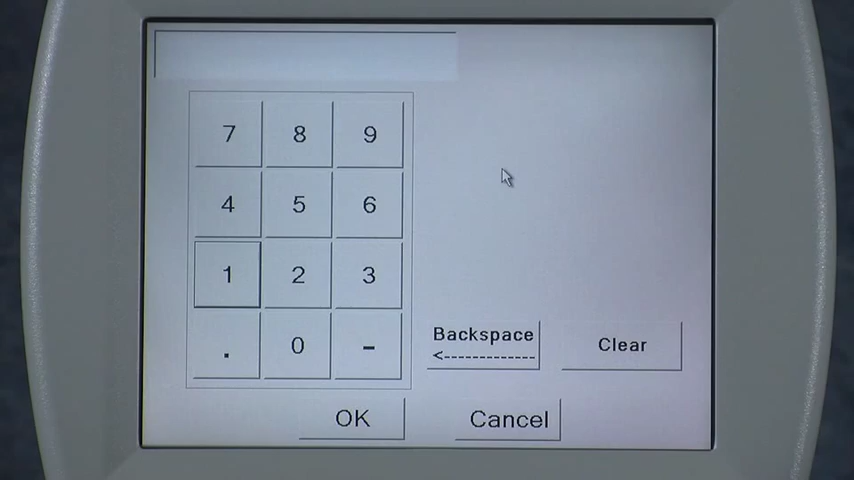 7 8 9
4 5 6
1 2 3
. 0 -
Backspace
<------------
Clear
OK Cancel